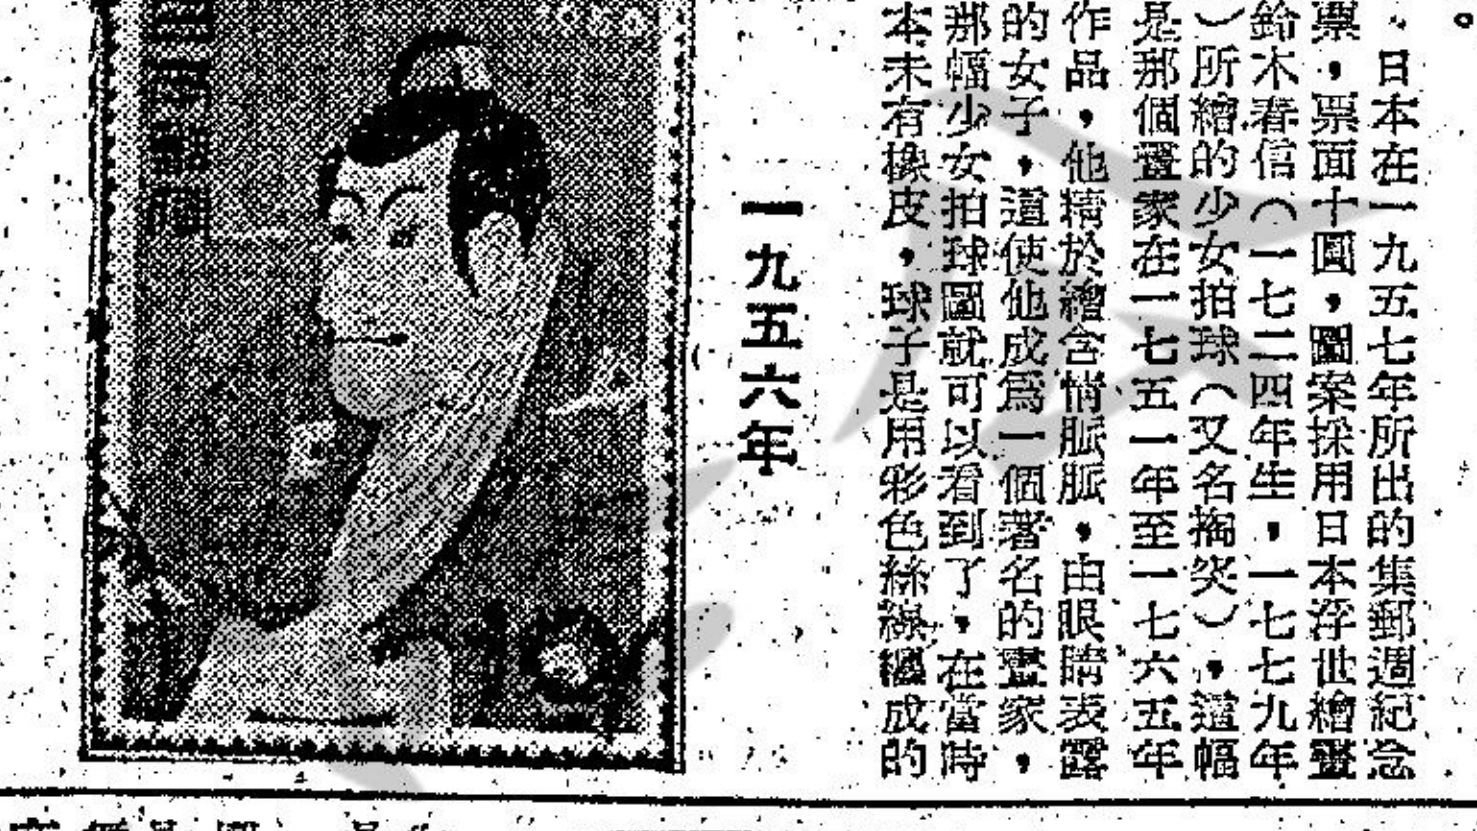 。
、日本在一九五七年所出的集郵週紀念
票，票面十圓，圖案採用日本浮世繪畫
鈴木春信（一七二四年生，一七七九年
）所繪的少女拍球（又名掏突），這幅
是那個畫家在一七五一年至一七六五年
作品，他精於繪含情脈脈，由眼睛表露
的女子，這使他成為一個著名的畫家，
那幅少女拍球圖就可以看到了，在當時
本未有橡皮，球子是用彩色絲線纒成的
一九五六年